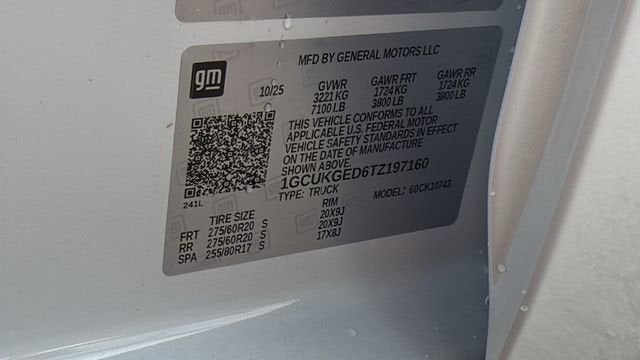 gm
MFD BY GENERAL MOTORS LLC
10/25 GVWR GAWR FRT GAWR RR
3221 KG 1724 KG 1724 KG
7100 LB 3800 LB 3800 LB
THIS VEHICLE CONFORMS TO ALL
APPLICABLE U.S. FEDERAL MOTOR
VEHICLE SAFETY STANDARDS IN EFFECT
ON THE DATE OF MANUFACTURE
SHOWN ABOVE.
1GCUKGED6TZ197160
TYPE: TRUCK MODEL: 60CK10743
241L
TIRE SIZE RIM
FRT 275/60R20 S 20X9J
RR 275/60R20 S 20X9J
SPA 255/80R17 S 17X8J